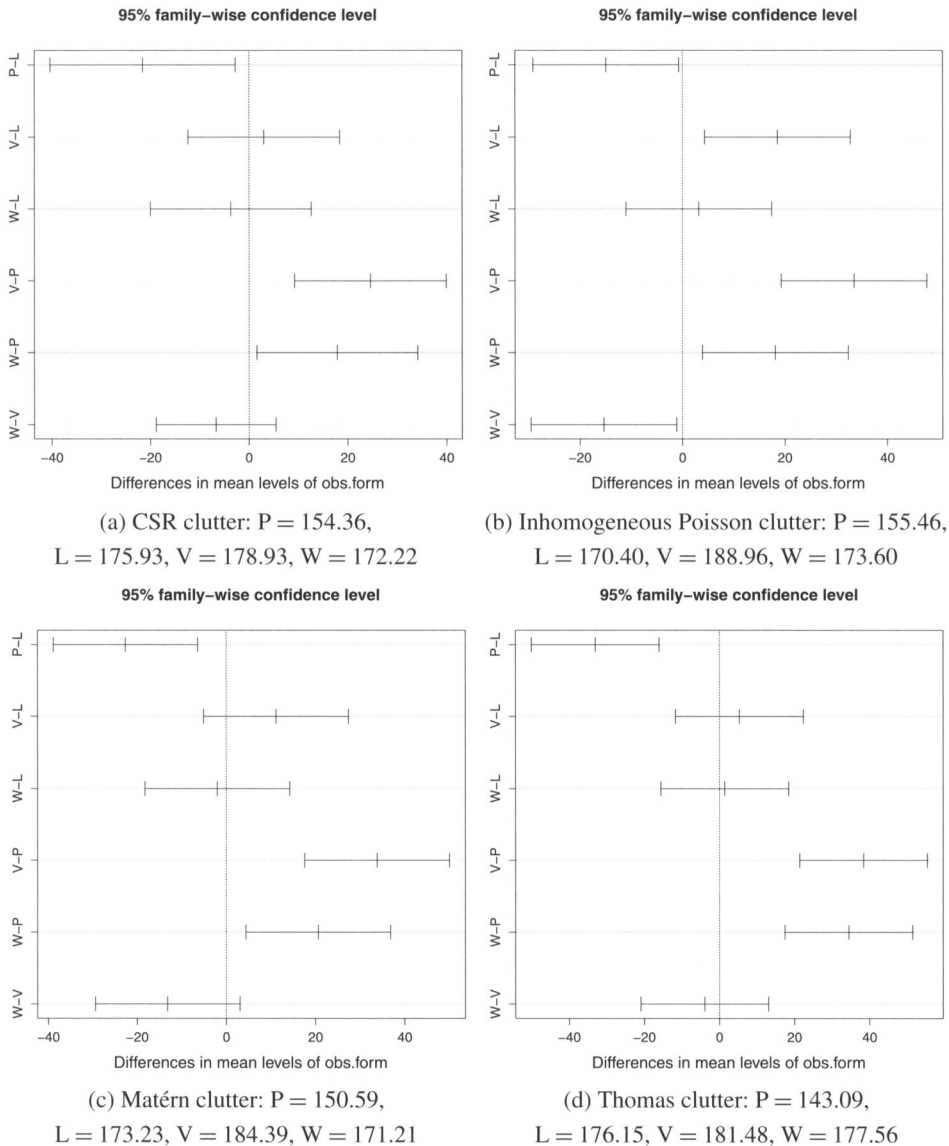 95% family−wise confidence level
95% family−wise confidence level
P−L
V−L
W−L
V−P
W−P
W−V
−40 −20 0 20 40
Differences in mean levels of obs.form
P−L
V−L
W−L
V−P
W−P
W−V
−20 0 20 40
Differences in mean levels of obs.form
(a) CSR clutter: P = 154.36,
L = 175.93, V = 178.93, W = 172.22
(b) Inhomogeneous Poisson clutter: P = 155.46,
L = 170.40, V = 188.96, W = 173.60
95% family−wise confidence level
95% family−wise confidence level
P−L
V−L
W−L
V−P
W−P
W−V
−40 −20 0 20 40
Differences in mean levels of obs.form
P−L
V−L
W−L
V−P
W−P
W−V
−40 −20 0 20 40
Differences in mean levels of obs.form
(c) Matérn clutter: P = 150.59,
L = 173.23, V = 184.39, W = 171.21
(d) Thomas clutter: P = 143.09,
L = 176.15, V = 181.48, W = 177.56